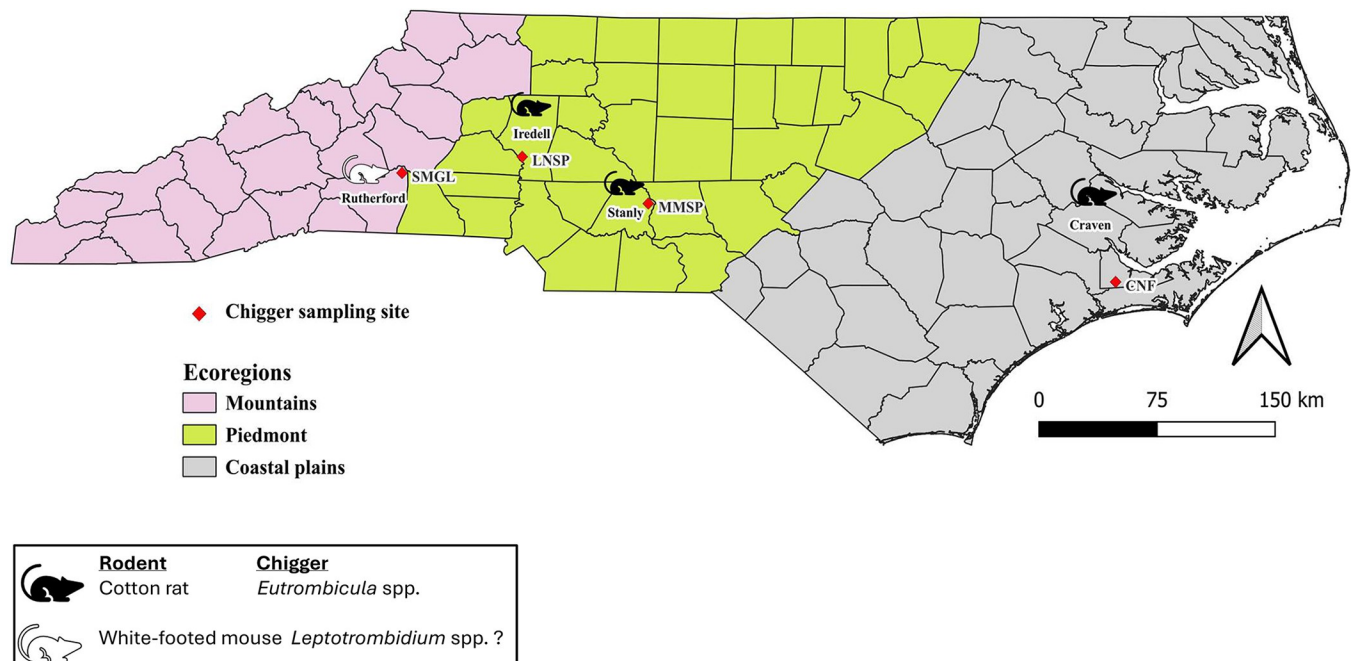 Iredell
LNSP
SMGL
Rutherford
Stanly
MMSP
Craven
CNF
Chigger sampling site
Ecoregions
Mountains
Piedmont
Coastal plains
0 75 150 km
Rodent Chigger
Cotton rat Eutrombicula spp.
White-footed mouse Leptotrombidium spp. ?